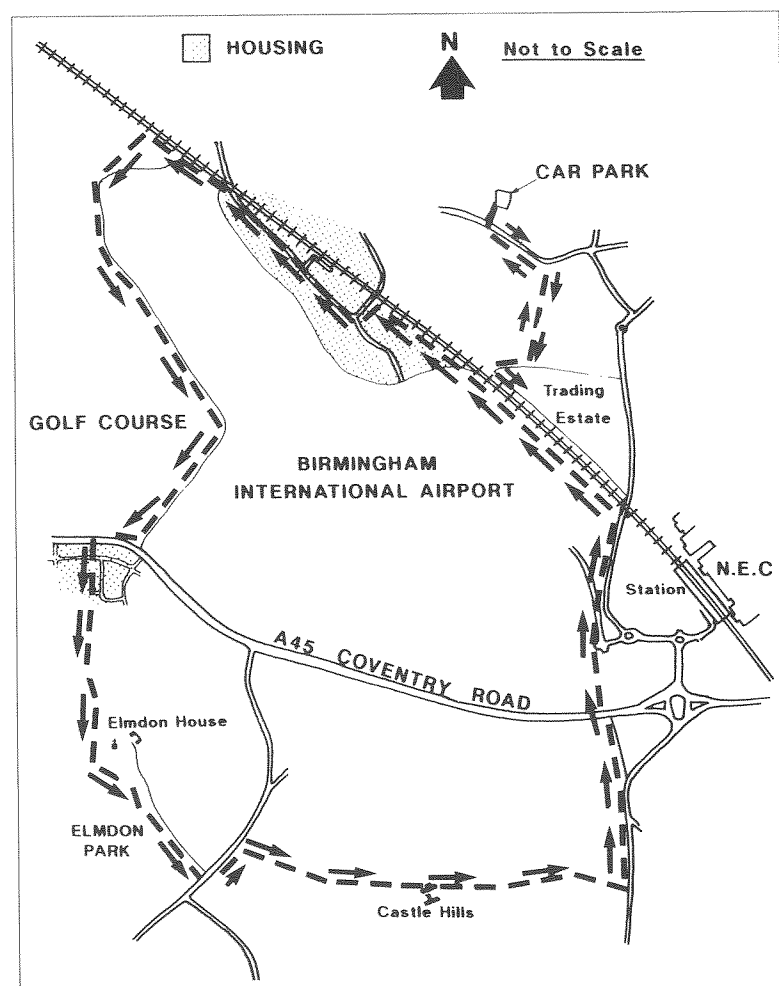 HOUSING
N
Not to Scale
CAR PARK
Trading
Estate
GOLF COURSE
BIRMINGHAM
INTERNATIONAL AIRPORT
N.E.C
Station
A45 COVENTRY ROAD
Elmdon House
ELMDON
PARK
Castle Hills